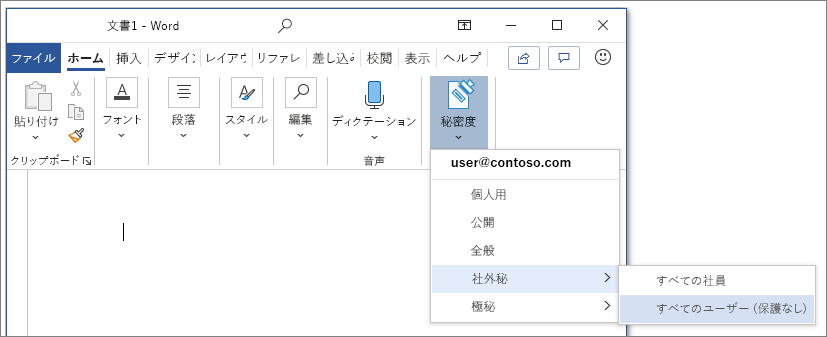 文書1 - Word
ファイル ホーム 挿入 デザイン レイアウ リファレ 差し込み 校閲 表示 ヘルプ
貼り付け フォント 段落 スタイル 編集 ディクテーション 秘密度
クリップボード 音声
user@contoso.com
個人用
公開
全般
社外秘
すべての社員
極秘
すべてのユーザー (保護なし)